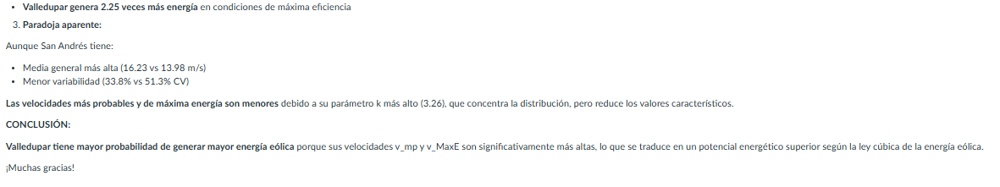 • Valledupar genera 2.25 veces más energía en condiciones de máxima eficiencia
3. Paradoja aparente:
Aunque San Andrés tiene:
• Media general más alta (16.23 vs 13.98 m/s)
• Menor variabilidad (33.8% vs 51.3% CV)
Las velocidades más probables y de máxima energía son menores debido a su parámetro k más alto (3.26), que concentra la distribución, pero reduce los valores característicos.
CONCLUSIÓN:
Valledupar tiene mayor probabilidad de generar mayor energía eólica porque sus velocidades v_mp y v_MaxE son significativamente más altas, lo que se traduce en un potencial energético superior según la ley cúbica de la energía eólica.
¡Muchas gracias!